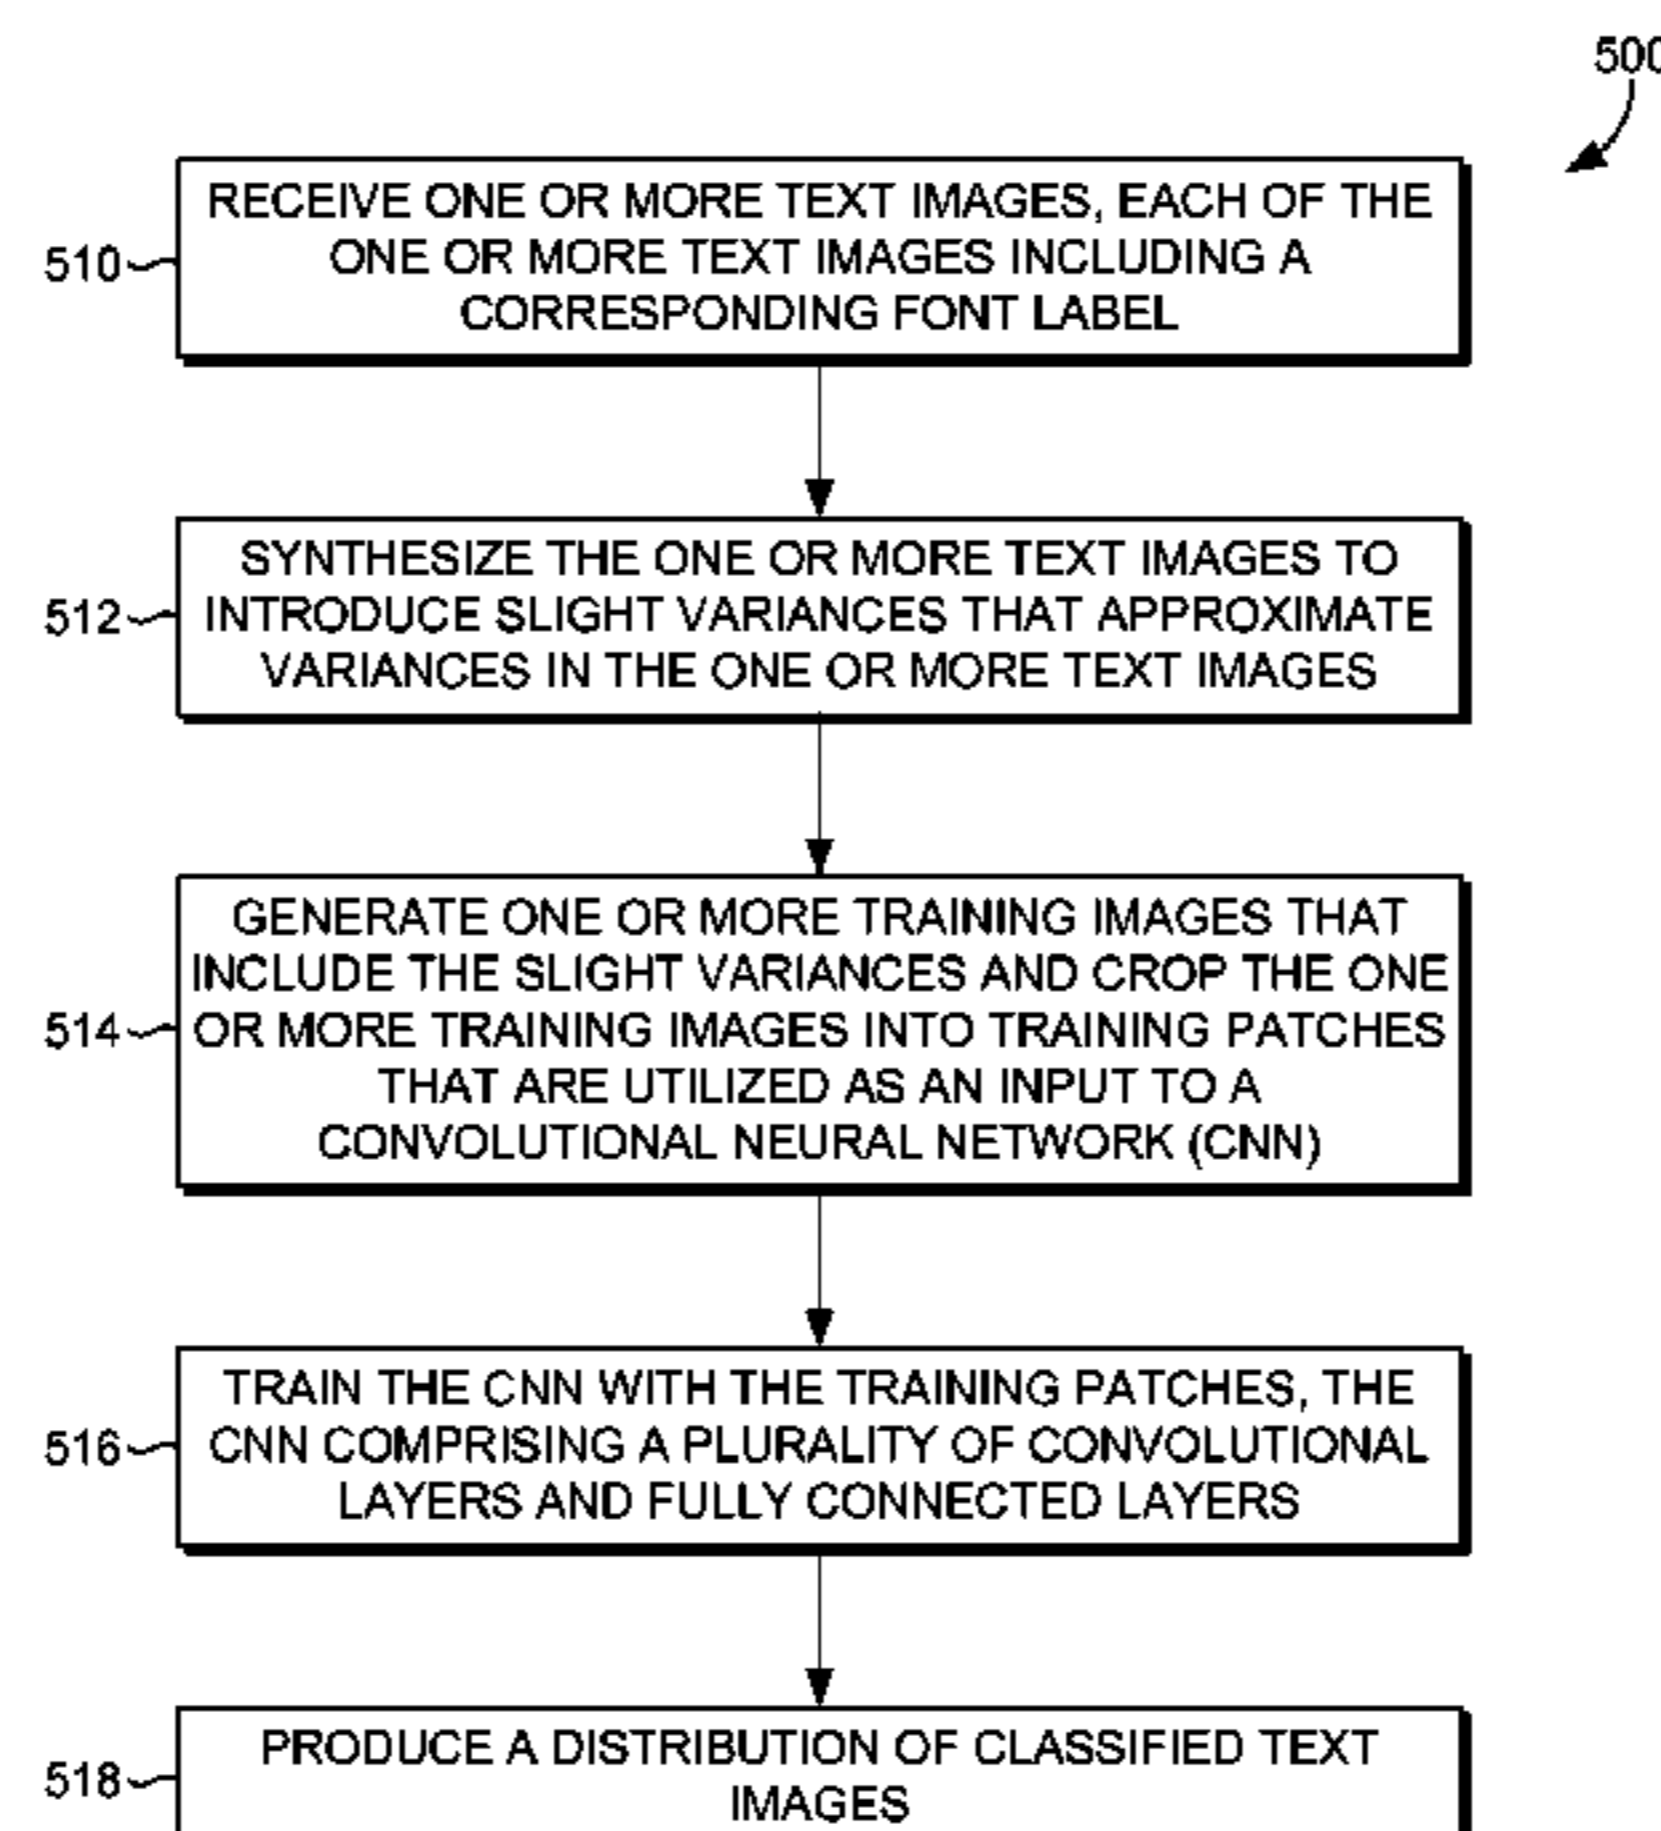 500
RECEIVE ONE OR MORE TEXT IMAGES, EACH OF THE
ONE OR MORE TEXT IMAGES INCLUDING A
CORRESPONDING FONT LABEL
510
SYNTHESIZE THE ONE OR MORE TEXT IMAGES TO
INTRODUCE SLIGHT VARIANCES THAT APPROXIMATE
VARIANCES IN THE ONE OR MORE TEXT IMAGES
512
GENERATE ONE OR MORE TRAINING IMAGES THAT
INCLUDE THE SLIGHT VARIANCES AND CROP THE ONE
OR MORE TRAINING IMAGES INTO TRAINING PATCHES
THAT ARE UTILIZED AS AN INPUT TO A
CONVOLUTIONAL NEURAL NETWORK (CNN)
514
TRAIN THE CNN WITH THE TRAINING PATCHES, THE
CNN COMPRISING A PLURALITY OF CONVOLUTIONAL
LAYERS AND FULLY CONNECTED LAYERS
516
PRODUCE A DISTRIBUTION OF CLASSIFIED TEXT
IMAGES
518